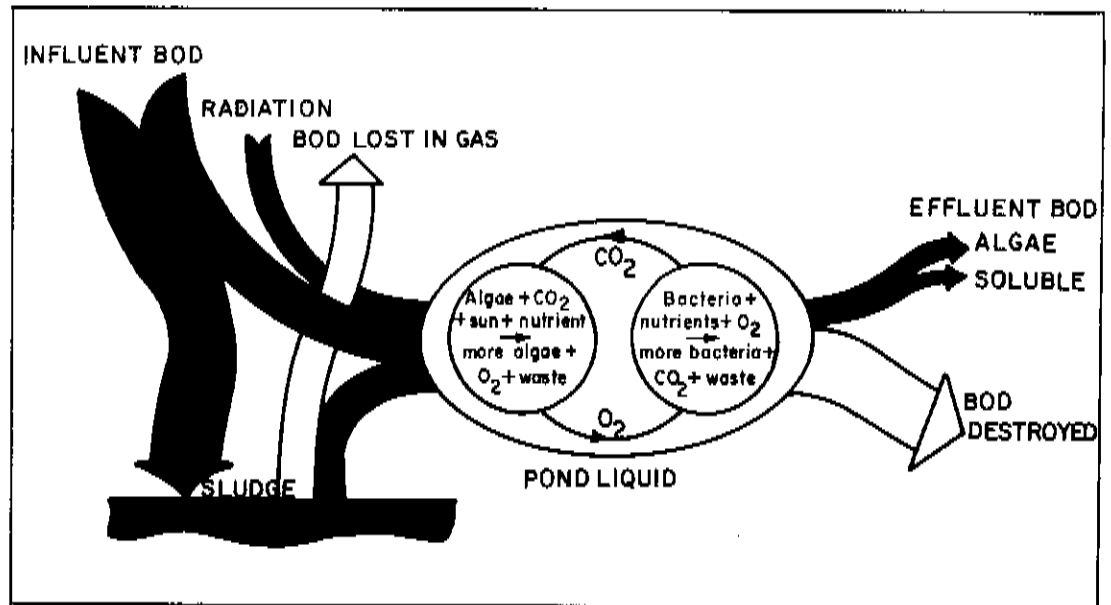 INFLUENT BOD
RADIATION
BOD LOST IN GAS
SLUDGE
CO2
Algae + CO2
+ sun + nutrient
→
more algae +
O2 + waste
Bacteria +
nutrients + O2
→
more bacteria +
CO2 + waste
O2
POND LIQUID
EFFLUENT BOD
ALGAE
SOLUBLE
BOD
DESTROYED